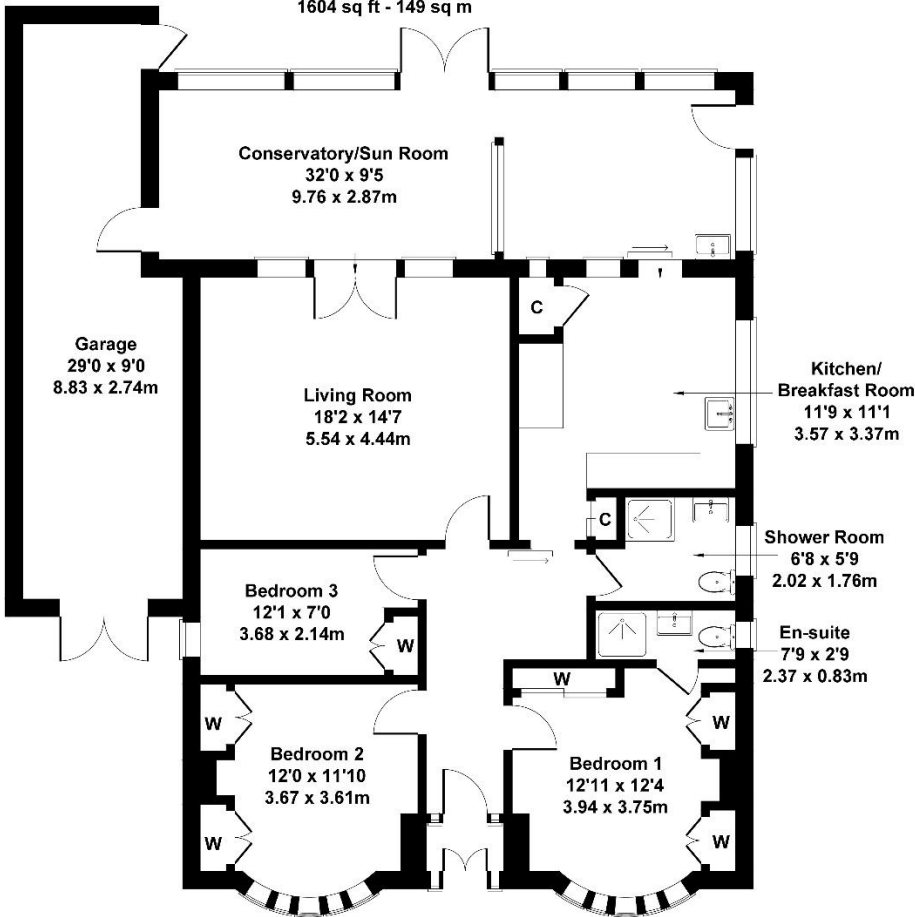 1604 sq ft - 149 sq m
Conservatory/Sun Room
32'0 x 9'5
9.76 x 2.87m
Garage
29'0 x 9'0
8.83 x 2.74m
Living Room
18'2 x 14'7
5.54 x 4.44m
C
Kitchen/
Breakfast Room
11'9 x 11'1
3.57 x 3.37m
C
Shower Room
6'8 x 5'9
2.02 x 1.76m
Bedroom 3
12'1 x 7'0
3.68 x 2.14m
W
En-suite
7'9 x 2'9
2.37 x 0.83m
W
W
W
Bedroom 2
12'0 x 11'10
3.67 x 3.61m
W
Bedroom 1
12'11 x 12'4
3.94 x 3.75m
W